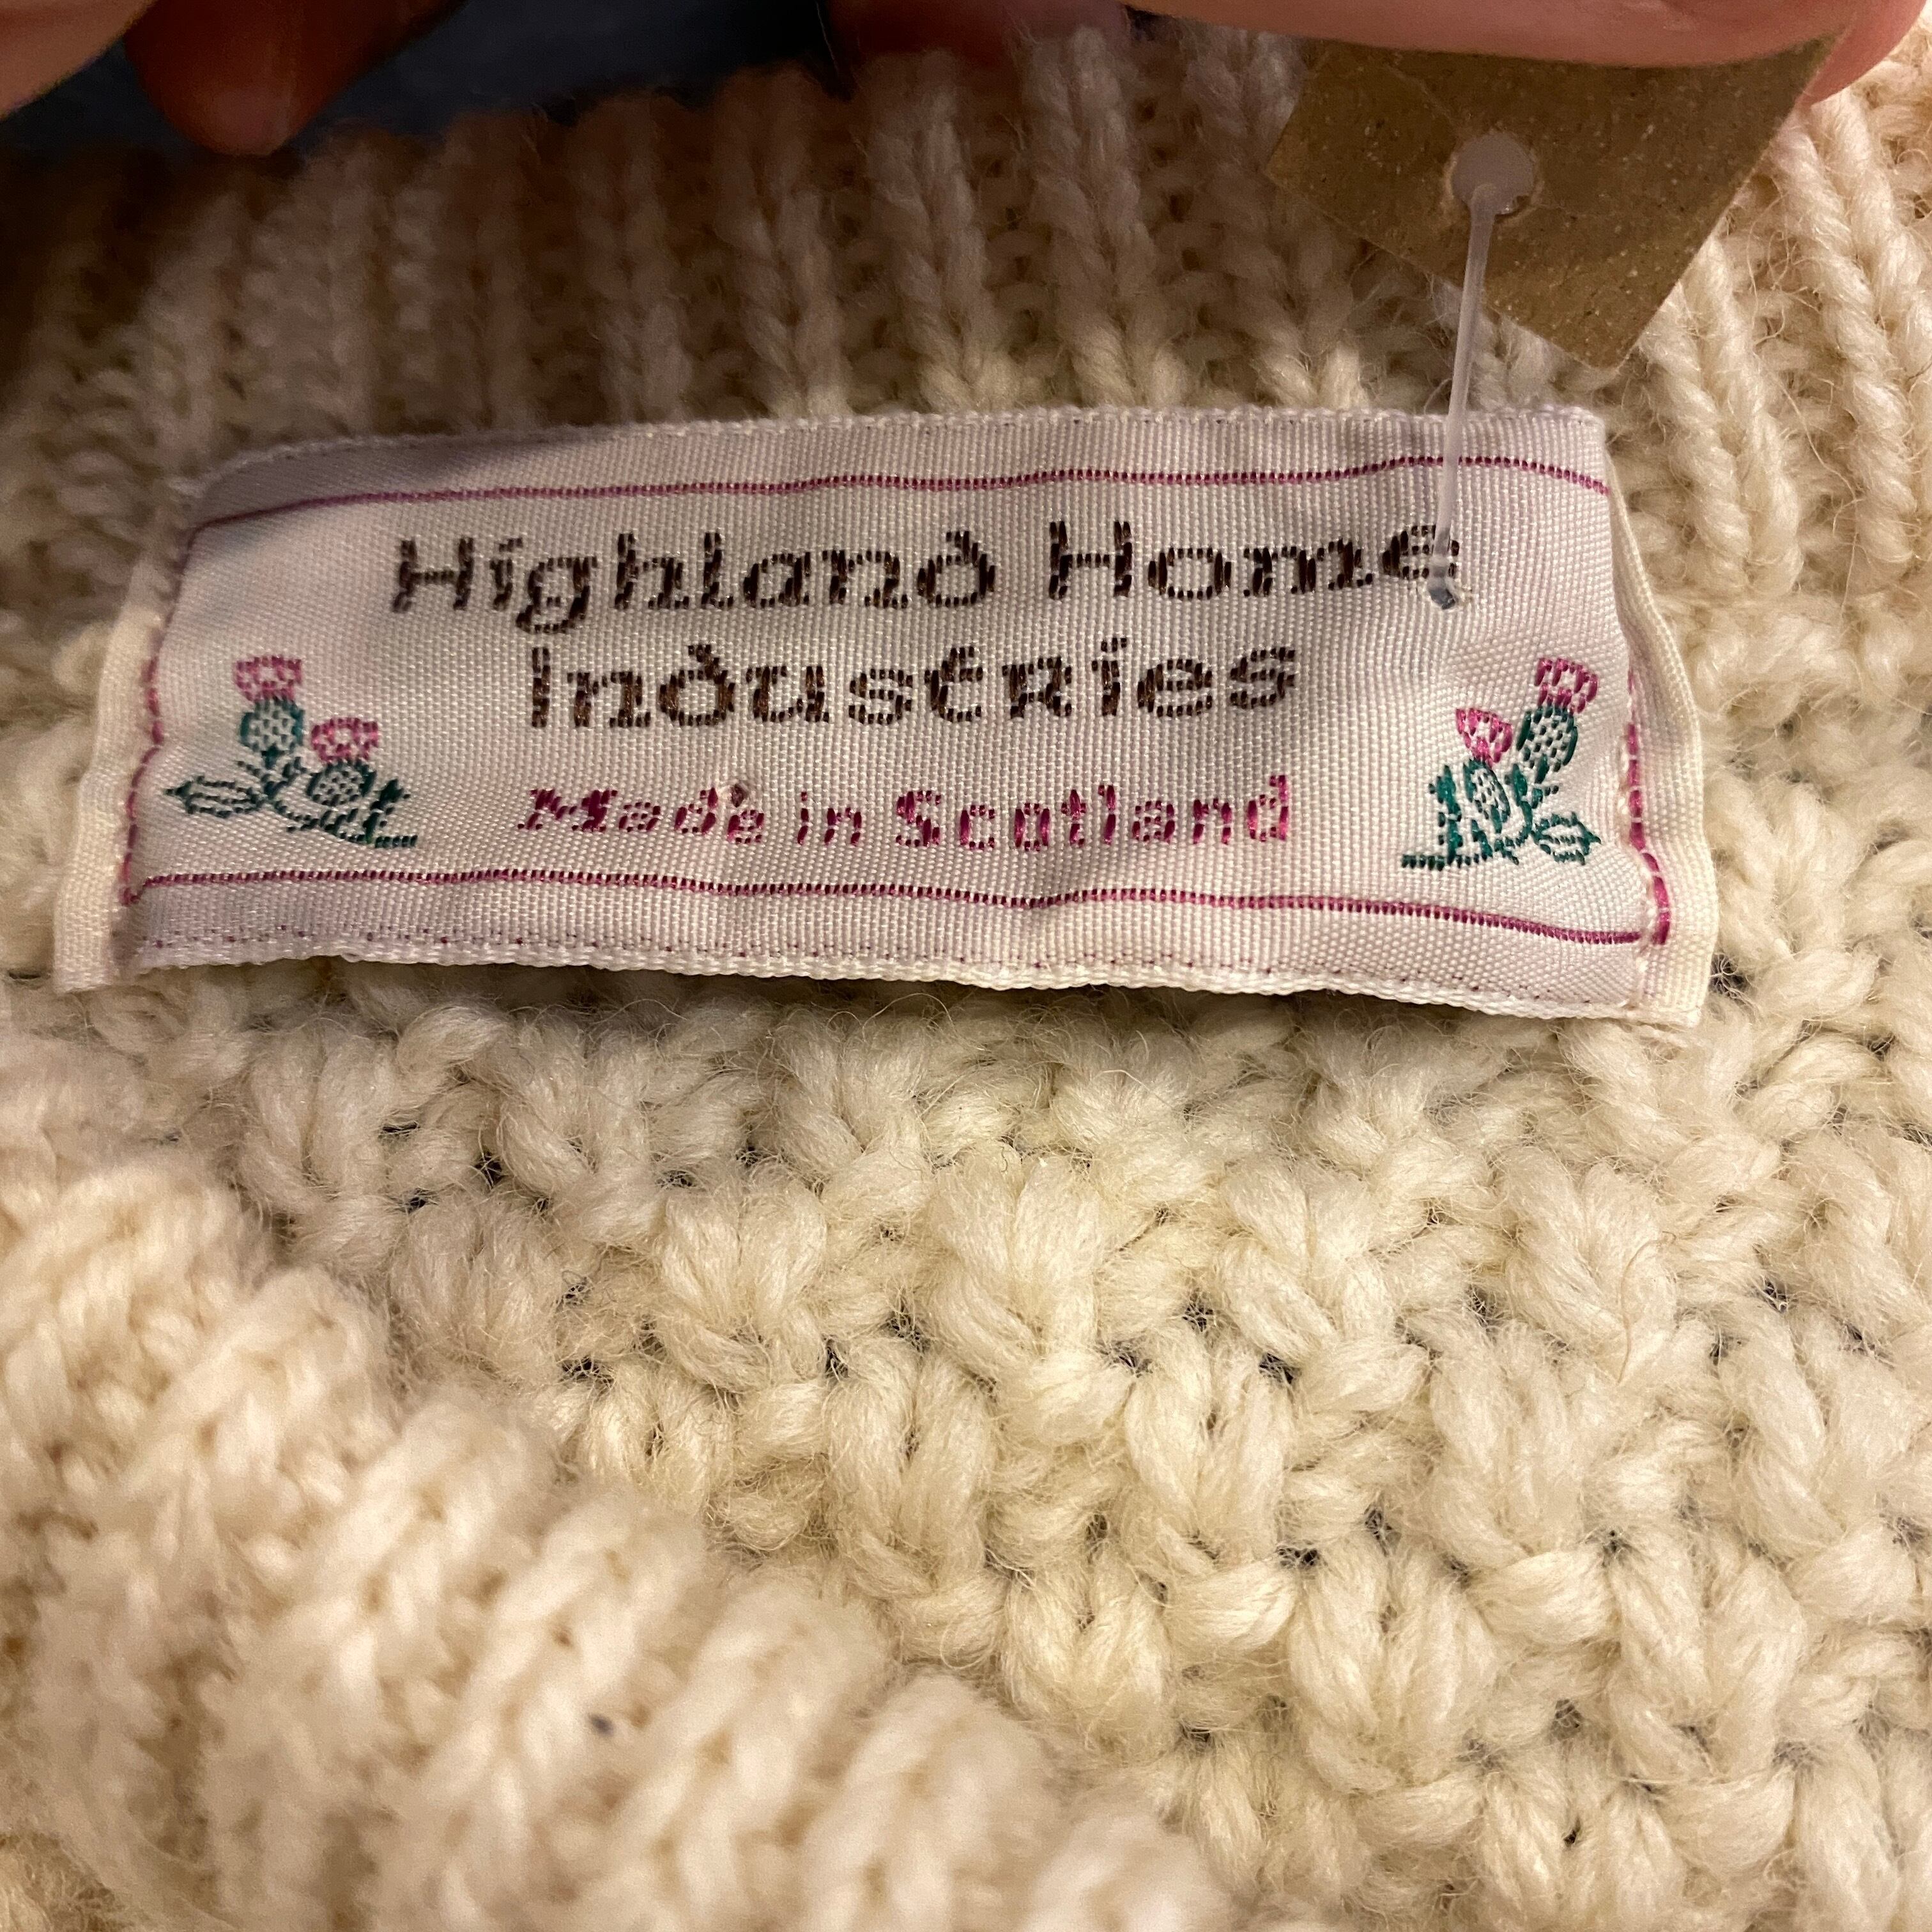 Highland Home
Industries
Made in Scotland